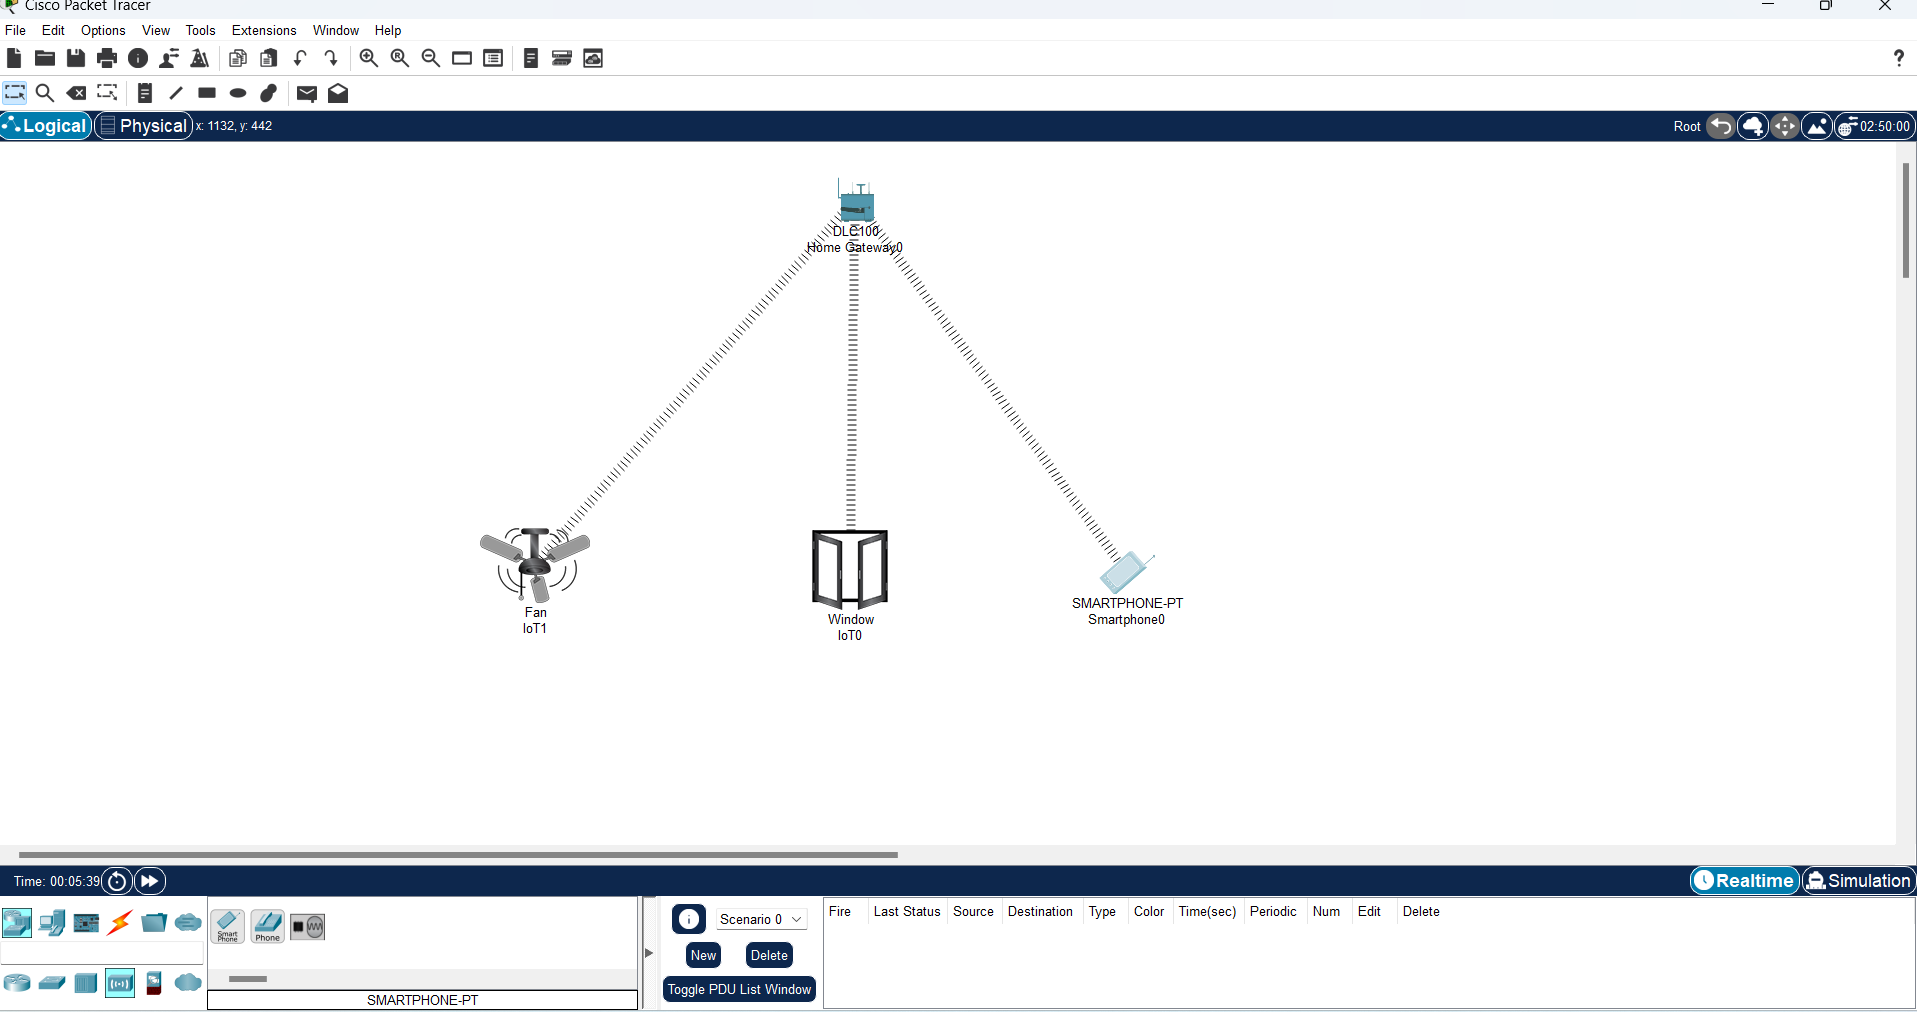 Cisco Packet Tracer
File Edit Options View Tools Extensions Window Help
?
Logical Physical x: 1132, y: 442 Root 02:50:00
DLC100
Home Gateway0
Fan
IoT1
Window
IoT0
SMARTPHONE-PT
Smartphone0
Time: 00:05:39 Realtime Simulation
Smart
Phone
Phone
SMARTPHONE-PT
Scenario 0
New Delete
Toggle PDU List Window
Fire Last Status Source Destination Type Color Time(sec) Periodic Num Edit Delete